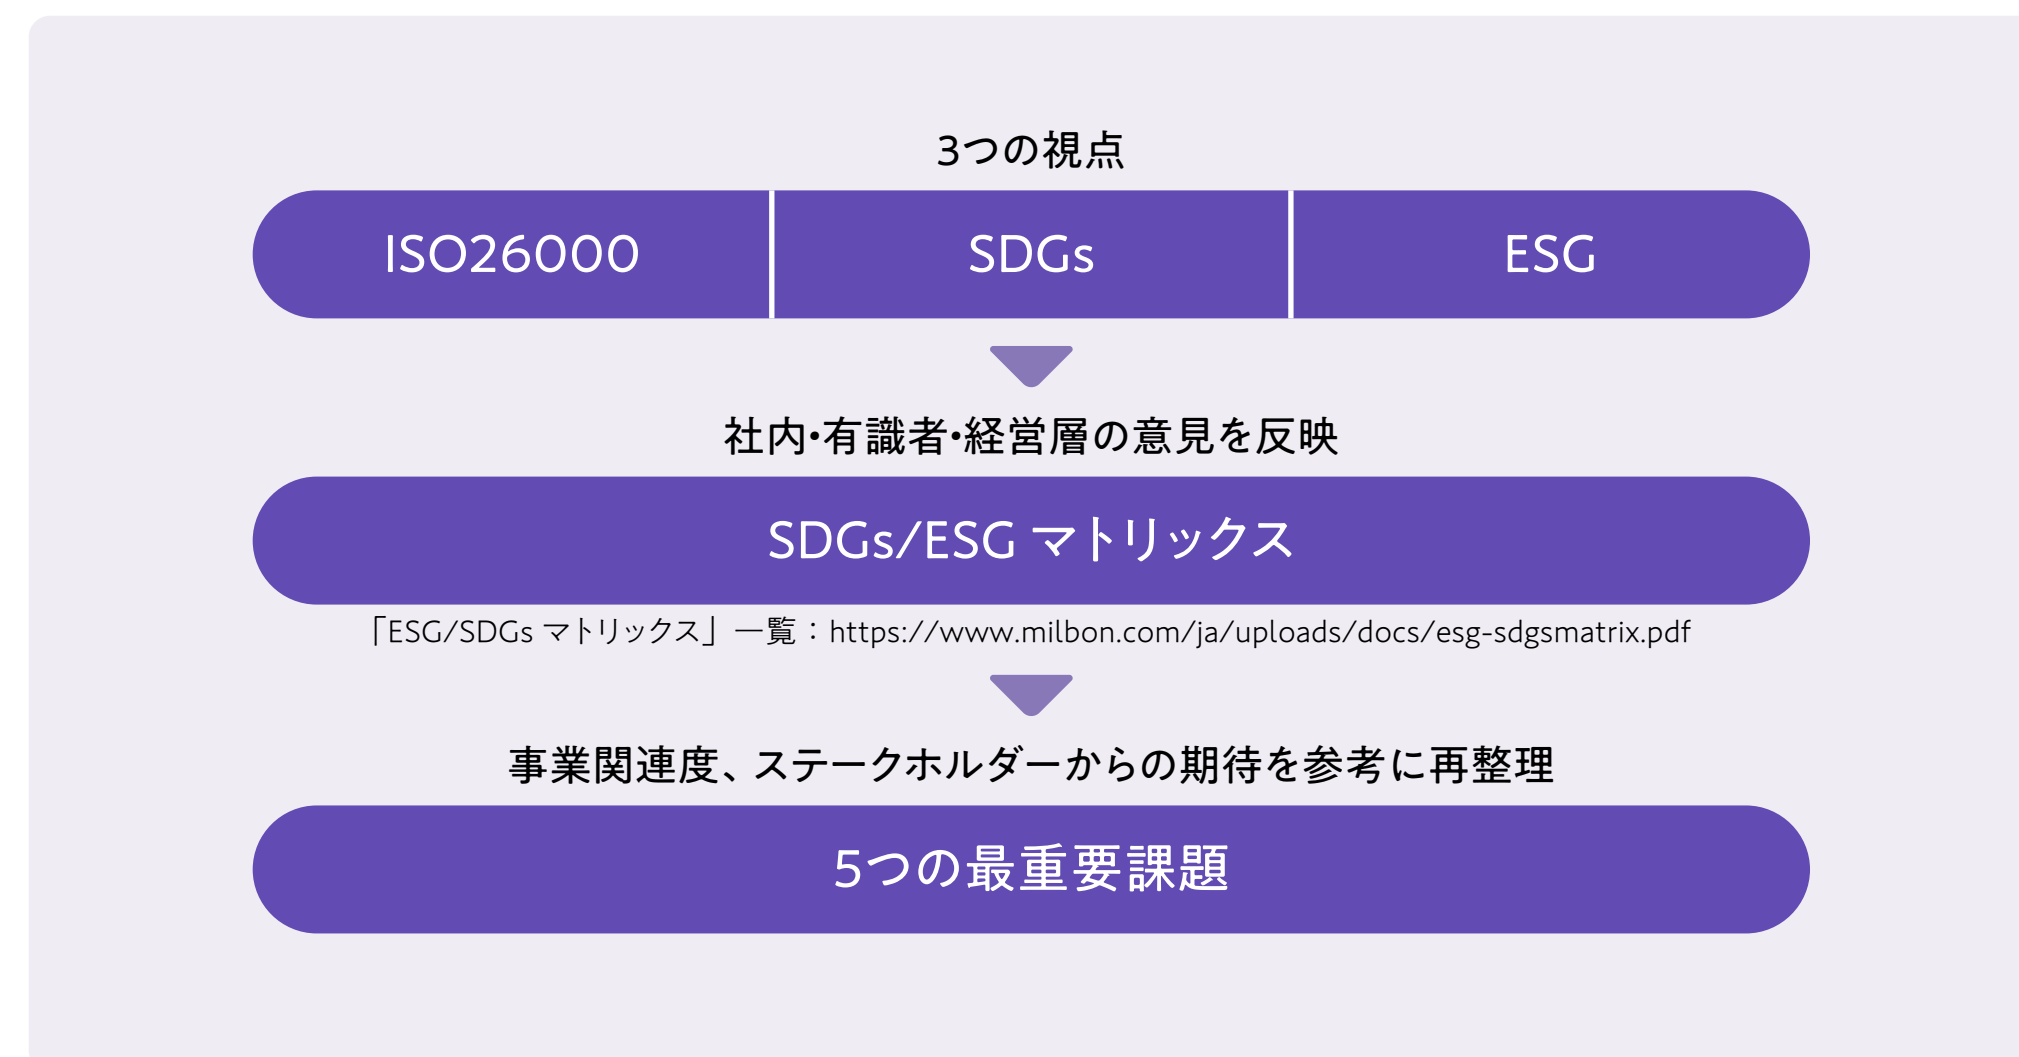 3つの視点
ISO26000 SDGs ESG
社内・有識者・経営層の意見を反映
SDGs/ESG マトリックス
「ESG/SDGs マトリックス」一覧：https://www.milbon.com/ja/uploads/docs/esg-sdgsmatrix.pdf
事業関連度、ステークホルダーからの期待を参考に再整理
5つの最重要課題